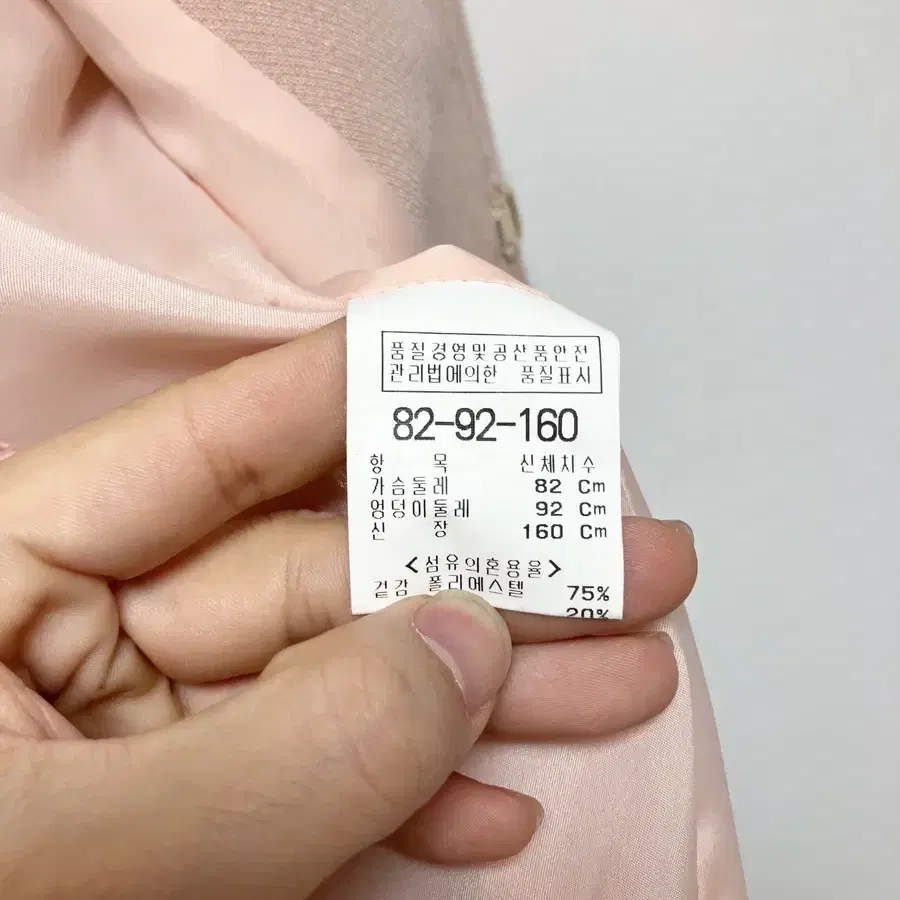 품질경영및공산품안전
관리법에의한 품질표시
82-92-160
항 목 신체치수
가슴둘레 82 Cm
엉덩이둘레 92 Cm
신 장 160 Cm
<섬유의혼용율>
겉감 폴리에스텔 75%
20%